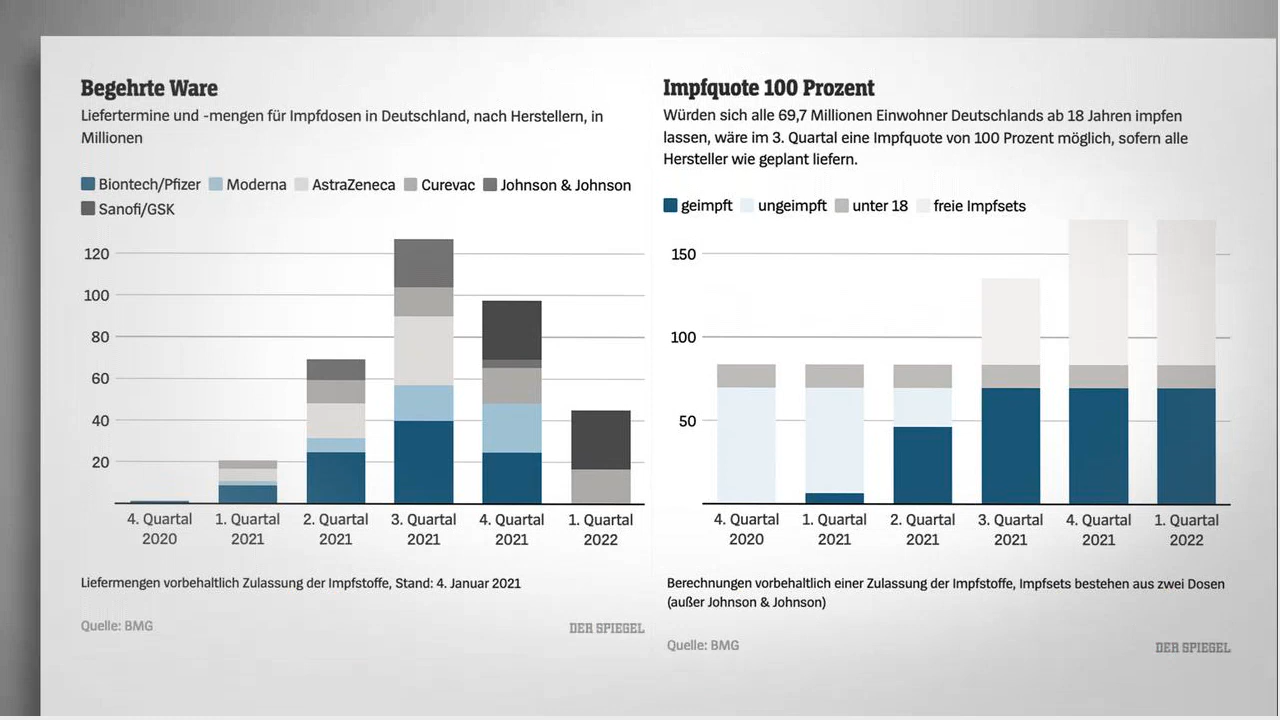 Begehrte Ware
Liefertermine und -mengen für Impfdosen in Deutschland, nach Herstellern, in
Millionen
Biontech/Pfizer Moderna AstraZeneca Curevac Johnson & Johnson
Sanofi/GSK
120
100
80
60
40
20
4. Quartal 1. Quartal 2. Quartal 3. Quartal 4. Quartal 1. Quartal
2020 2021 2021 2021 2021 2022
Liefermengen vorbehaltlich Zulassung der Impfstoffe, Stand: 4. Januar 2021
Quelle: BMG DER SPIEGEL
Impfquote 100 Prozent
Würden sich alle 69,7 Millionen Einwohner Deutschlands ab 18 Jahren impfen
lassen, wäre im 3. Quartal eine Impfquote von 100 Prozent möglich, sofern alle
Hersteller wie geplant liefern.
geimpft ungeimpft unter 18 freie Impfsets
150
100
50
4. Quartal 1. Quartal 2. Quartal 3. Quartal 4. Quartal 1. Quartal
2020 2021 2021 2021 2021 2022
Berechnungen vorbehaltlich einer Zulassung der Impfstoffe, Impfsets bestehen aus zwei Dosen
(außer Johnson & Johnson)
Quelle: BMG DER SPIEGEL